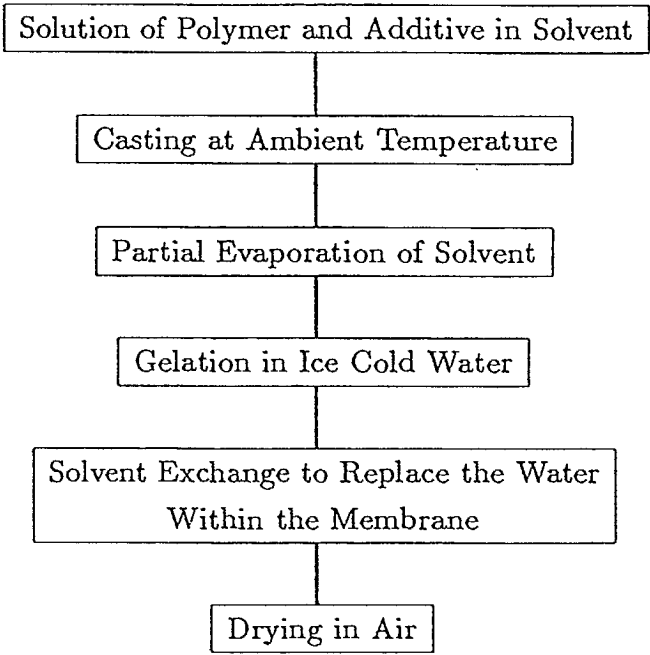 Solution of Polymer and Additive in Solvent
Casting at Ambient Temperature
Partial Evaporation of Solvent
Gelation in Ice Cold Water
Solvent Exchange to Replace the Water
Within the Membrane
Drying in Air